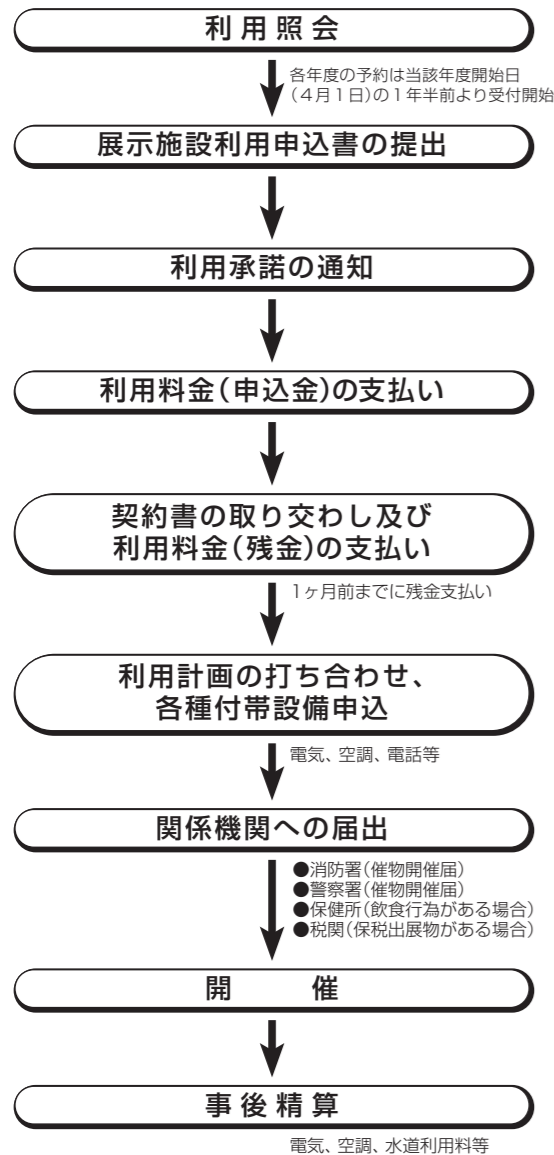 利用照会
各年度の予約は当該年度開始日
(4月1日)の1年半前より受付開始
展示施設利用申込書の提出
利用承諾の通知
利用料金(申込金)の支払い
契約書の取り交わし及び
利用料金(残金)の支払い
1ヶ月前までに残金支払い
利用計画の打ち合わせ、
各種付帯設備申込
電気、空調、電話等
関係機関への届出
●消防署(催物開催届)
●警察署(催物開催届)
●保健所(飲食行為がある場合)
●税関(保税出展物がある場合)
開　催
事後精算
電気、空調、水道利用料等